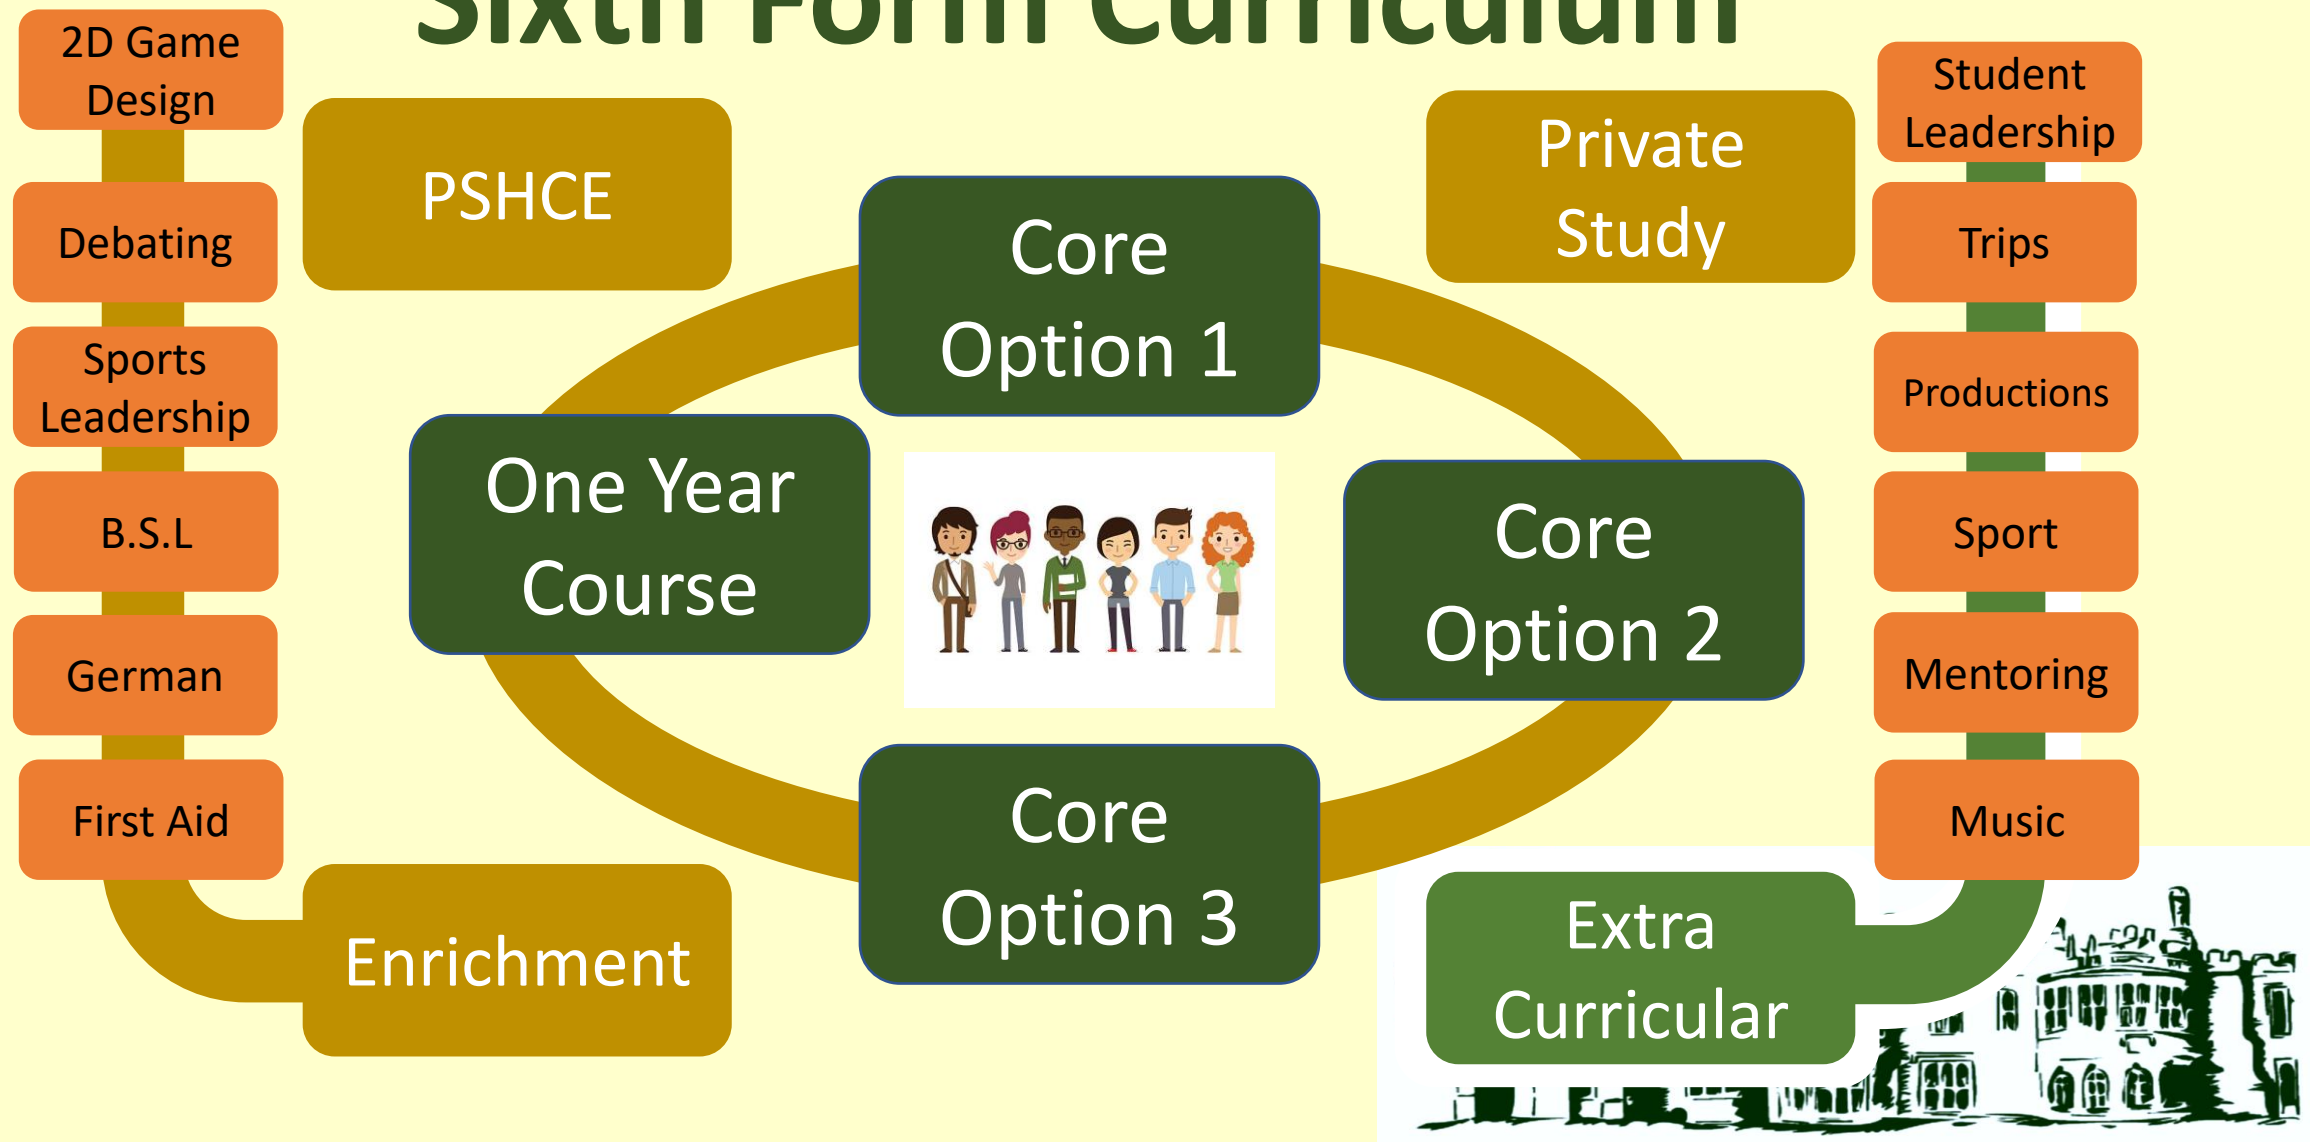 Sixth Form Curriculum
2D Game
Design
Debating
Sports
Leadership
B.S.L
German
First Aid
PSHCE
Enrichment
Core
Option 1
One Year
Course
Core
Option 2
Core
Option 3
Private
Study
Extra
Curricular
Student
Leadership
Trips
Productions
Sport
Mentoring
Music